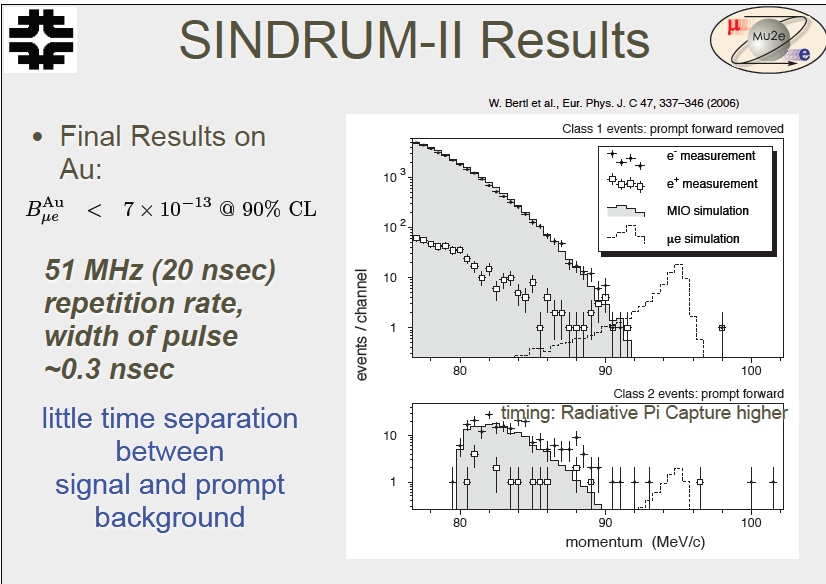 SINDRUM-II Results
μ
Mu2e
e
W. Bertl et al., Eur. Phys. J. C 47, 337–346 (2006)
• Final Results on
Au:
B_{μe}^{Au} < 7 × 10^{-13} @ 90% CL
51 MHz (20 nsec)
repetition rate,
width of pulse
~0.3 nsec
little time separation
between
signal and prompt
background
Class 1 events: prompt forward removed
e⁻ measurement
e⁺ measurement
MIO simulation
μe simulation
events / channel
10³
10²
10
1
80
90
100
Class 2 events: prompt forward
timing: Radiative Pi Capture higher
10
1
80
90
100
momentum (MeV/c)